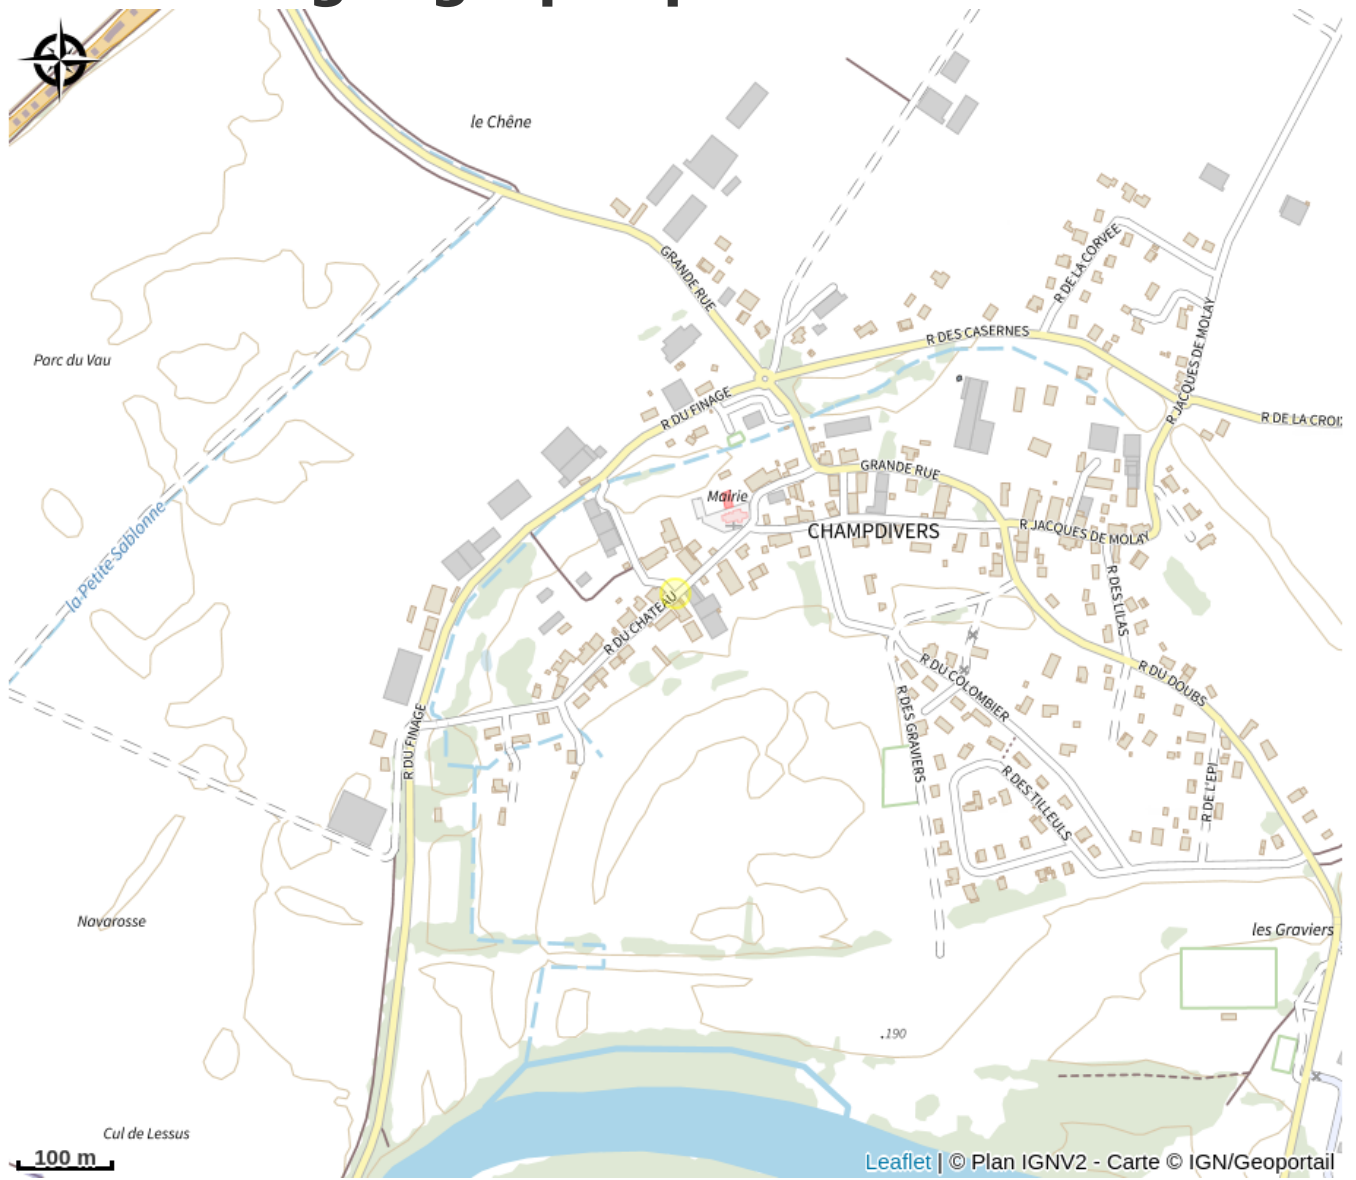 le Chêne
GRANDE RUE
R DE LA CORVEE
R JACQUES DE MOLAY
R DES CASERNES
Parc du Vau
R DU FINAGE
R DE LA CROI
GRANDE RUE
Mairie
CHAMPDIVERS
R JACQUES DE MOLAY
la Petite Sablonne
R DU CHATEAU
R DES LILAS
R DU COLOMBIER
R DU DOUBS
R DES GRAVIERS
R DU FINAGE
R DES TILLEULS
R DE L'EPI
Navarosse
les Graviers
.190
Cul de Lessus
100 m
Leaflet | © Plan IGNV2 - Carte © IGN/Geoportail